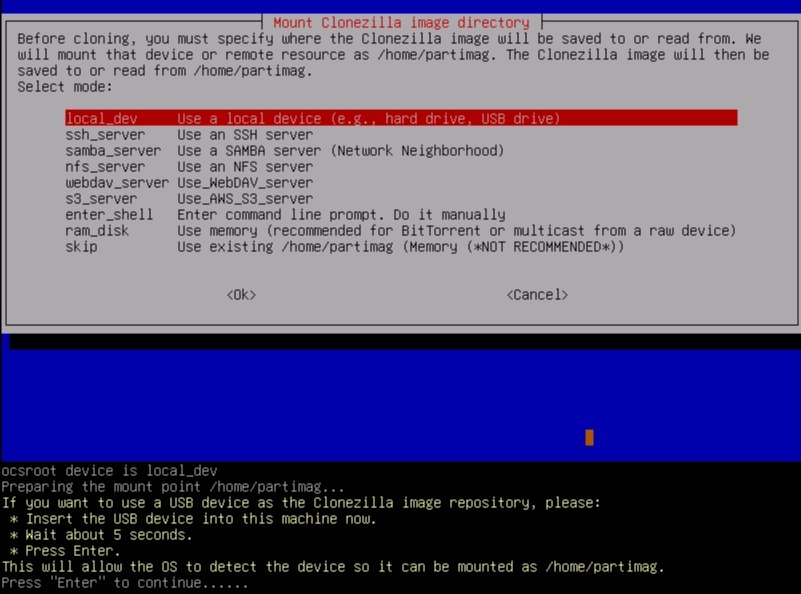 Mount Clonezilla image directory
Before cloning, you must specify where the Clonezilla image will be saved to or read from. We
will mount that device or remote resource as /home/partimag. The Clonezilla image will then be
saved to or read from /home/partimag.
Select mode:
local_dev Use a local device (e.g., hard drive, USB drive)
ssh_server Use an SSH server
samba_server Use a SAMBA server (Network Neighborhood)
nfs_server Use an NFS server
webdav_server Use_WebDAV_server
s3_server Use_AWS_S3_server
enter_shell Enter command line prompt. Do it manually
ram_disk Use memory (recommended for BitTorrent or multicast from a raw device)
skip Use existing /home/partimag (Memory (*NOT RECOMMENDED*))
<Ok> <Cancel>
ocsroot device is local_dev
Preparing the mount point /home/partimag...
If you want to use a USB device as the Clonezilla image repository, please:
* Insert the USB device into this machine now.
* Wait about 5 seconds.
* Press Enter.
This will allow the OS to detect the device so it can be mounted as /home/partimag.
Press "Enter" to continue......